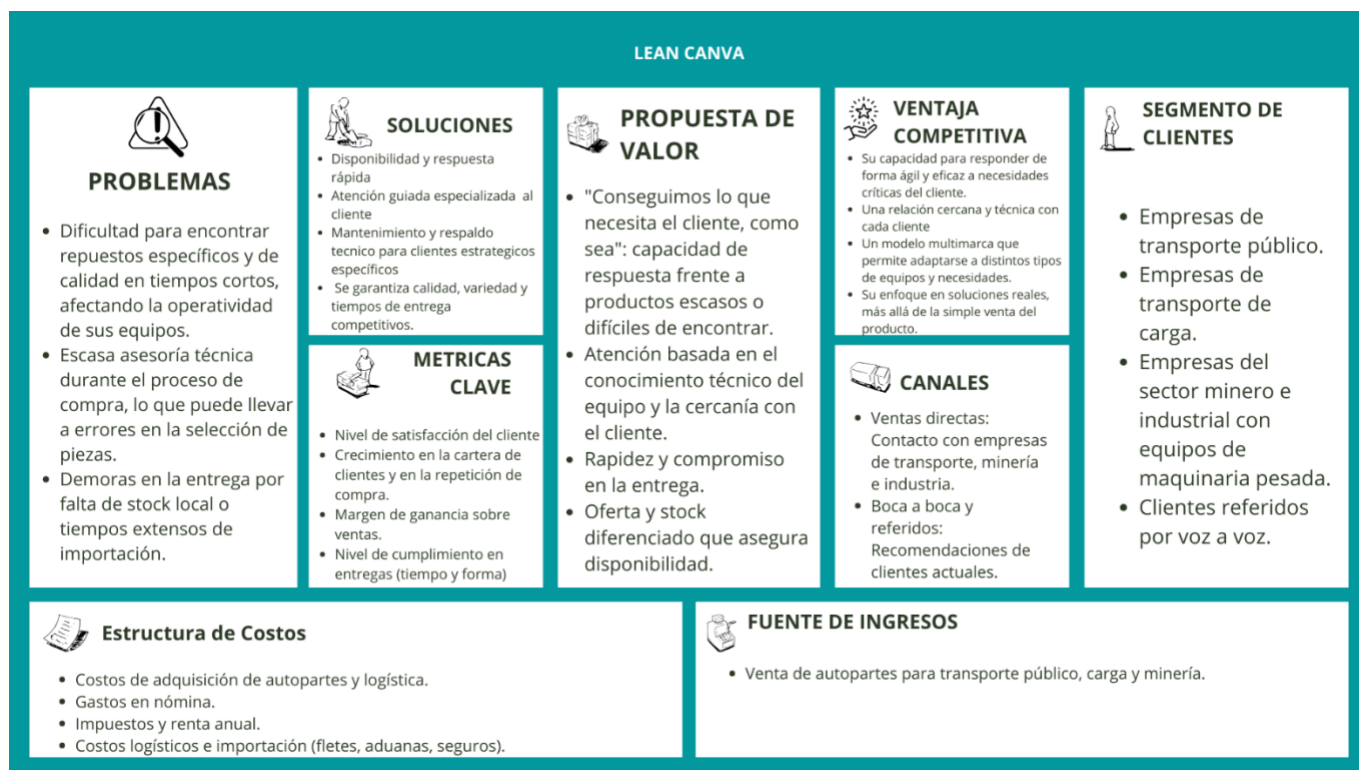 LEAN CANVA
PROBLEMAS
• Dificultad para encontrar
repuestos específicos y de
calidad en tiempos cortos,
afectando la operatividad
de sus equipos.
• Escasa asesoría técnica
durante el proceso de
compra, lo que puede llevar
a errores en la selección de
piezas.
• Demoras en la entrega por
falta de stock local o
tiempos extensos de
importación.
SOLUCIONES
• Disponibilidad y respuesta
rápida
• Atención guiada especializada al
cliente
• Mantenimiento y respaldo
tecnico para clientes estrategicos
específicos
• Se garantiza calidad, variedad y
tiempos de entrega
competitivos.
METRICAS
CLAVE
• Nivel de satisfacción del cliente
• Crecimiento en la cartera de
clientes y en la repetición de
compra.
• Margen de ganancia sobre
ventas.
• Nivel de cumplimiento en
entregas (tiempo y forma)
PROPUESTA DE
VALOR
• "Conseguimos lo que
necesita el cliente, como
sea": capacidad de
respuesta frente a
productos escasos o
difíciles de encontrar.
• Atención basada en el
conocimiento técnico del
equipo y la cercanía con
el cliente.
• Rapidez y compromiso
en la entrega.
• Oferta y stock
diferenciado que asegura
disponibilidad.
VENTAJA
COMPETITIVA
• Su capacidad para responder de
forma ágil y eficaz a necesidades
críticas del cliente.
• Una relación cercana y técnica con
cada cliente
• Un modelo multimarca que
permite adaptarse a distintos tipos
de equipos y necesidades.
• Su enfoque en soluciones reales,
más allá de la simple venta del
producto.
CANALES
• Ventas directas:
Contacto con empresas
de transporte, minería
e industria.
• Boca a boca y
referidos:
Recomendaciones de
clientes actuales.
SEGMENTO DE
CLIENTES
• Empresas de
transporte público.
• Empresas de
transporte de
carga.
• Empresas del
sector minero e
industrial con
equipos de
maquinaria pesada.
• Clientes referidos
por voz a voz.
Estructura de Costos
• Costos de adquisición de autopartes y logística.
• Gastos en nómina.
• Impuestos y renta anual.
• Costos logísticos e importación (fletes, aduanas, seguros).
FUENTE DE INGRESOS
• Venta de autopartes para transporte público, carga y minería.